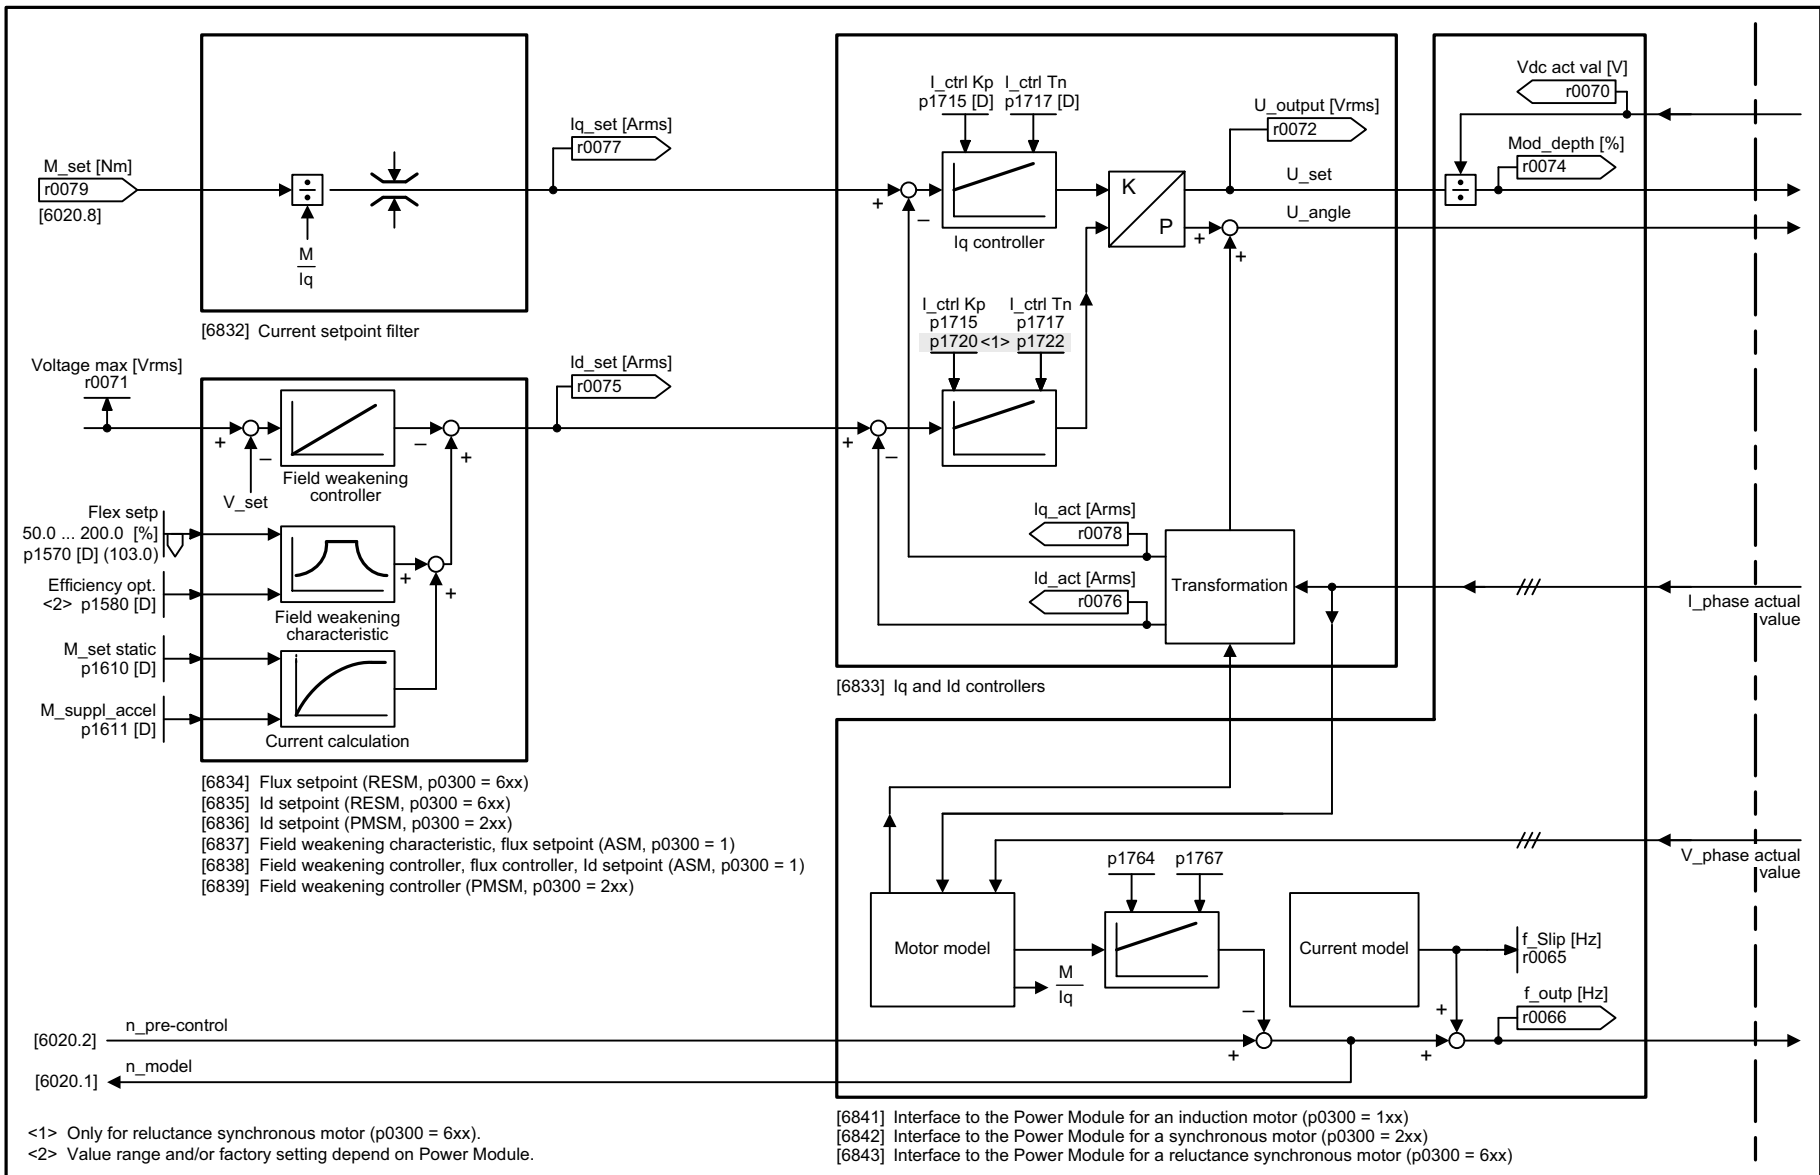 M_set [Nm]
r0079
[6020.8]
÷
M
Iq
[6832] Current setpoint filter
Iq_set [Arms]
r0077
Voltage max [Vrms]
r0071
+
–
V_set
Field weakening
controller
–
+
Flex setp
50.0 ... 200.0 [%]
p1570 [D] (103.0)
Efficiency opt.
<2> p1580 [D]
Field weakening
characteristic
+
+
M_set static
p1610 [D]
M_suppl_accel
p1611 [D]
Current calculation
Id_set [Arms]
r0075
[6834] Flux setpoint (RESM, p0300 = 6xx)
[6835] Id setpoint (RESM, p0300 = 6xx)
[6836] Id setpoint (PMSM, p0300 = 2xx)
[6837] Field weakening characteristic, flux setpoint (ASM, p0300 = 1)
[6838] Field weakening controller, flux controller, Id setpoint (ASM, p0300 = 1)
[6839] Field weakening controller (PMSM, p0300 = 2xx)
I_ctrl Kp
p1715 [D]
I_ctrl Tn
p1717 [D]
+
–
Iq controller
K
P
U_output [Vrms]
r0072
U_set
U_angle
+
+
I_ctrl Kp
p1715
p1720
<1>
I_ctrl Tn
p1717
p1722
+
–
Iq_act [Arms]
r0078
Id_act [Arms]
r0076
Transformation
[6833] Iq and Id controllers
Vdc act val [V]
r0070
Mod_depth [%]
r0074
÷
I_phase actual
value
V_phase actual
value
p1764
p1767
Motor model
M
Iq
Current model
f_Slip [Hz]
r0065
f_outp [Hz]
r0066
–
+
+
+
[6020.2]
n_pre-control
[6020.1]
n_model
[6841] Interface to the Power Module for an induction motor (p0300 = 1xx)
[6842] Interface to the Power Module for a synchronous motor (p0300 = 2xx)
[6843] Interface to the Power Module for a reluctance synchronous motor (p0300 = 6xx)
<1> Only for reluctance synchronous motor (p0300 = 6xx).
<2> Value range and/or factory setting depend on Power Module.